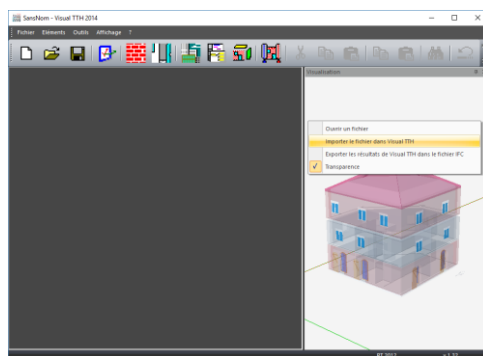 SansNom - Visual TTH 2014
Fichier Eléments Outils Affichage ?
Visualisation
Ouvrir un fichier
Importer le fichier dans Visual TTH
Exporter les résultats de Visual TTH dans le fichier IFC
Transparence